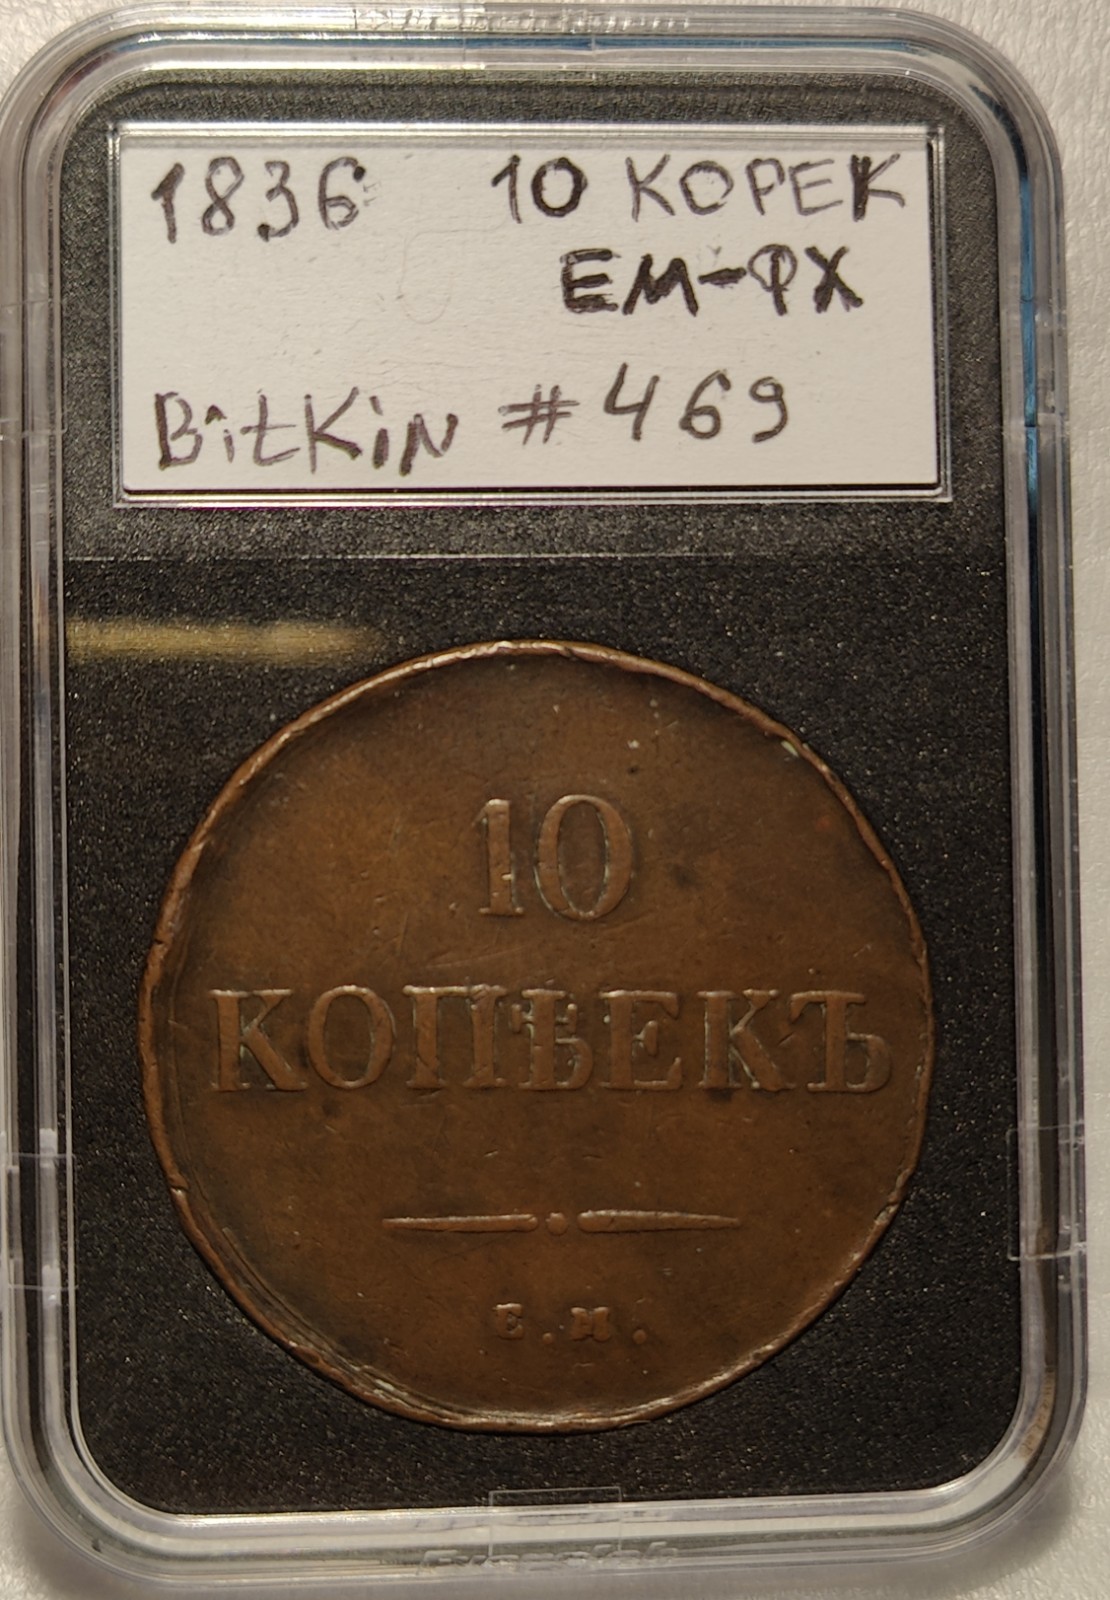 1836 10 KOPEK
EM-ФX
BitKiN #469
10
КОПѢЕКЪ
Е.М.